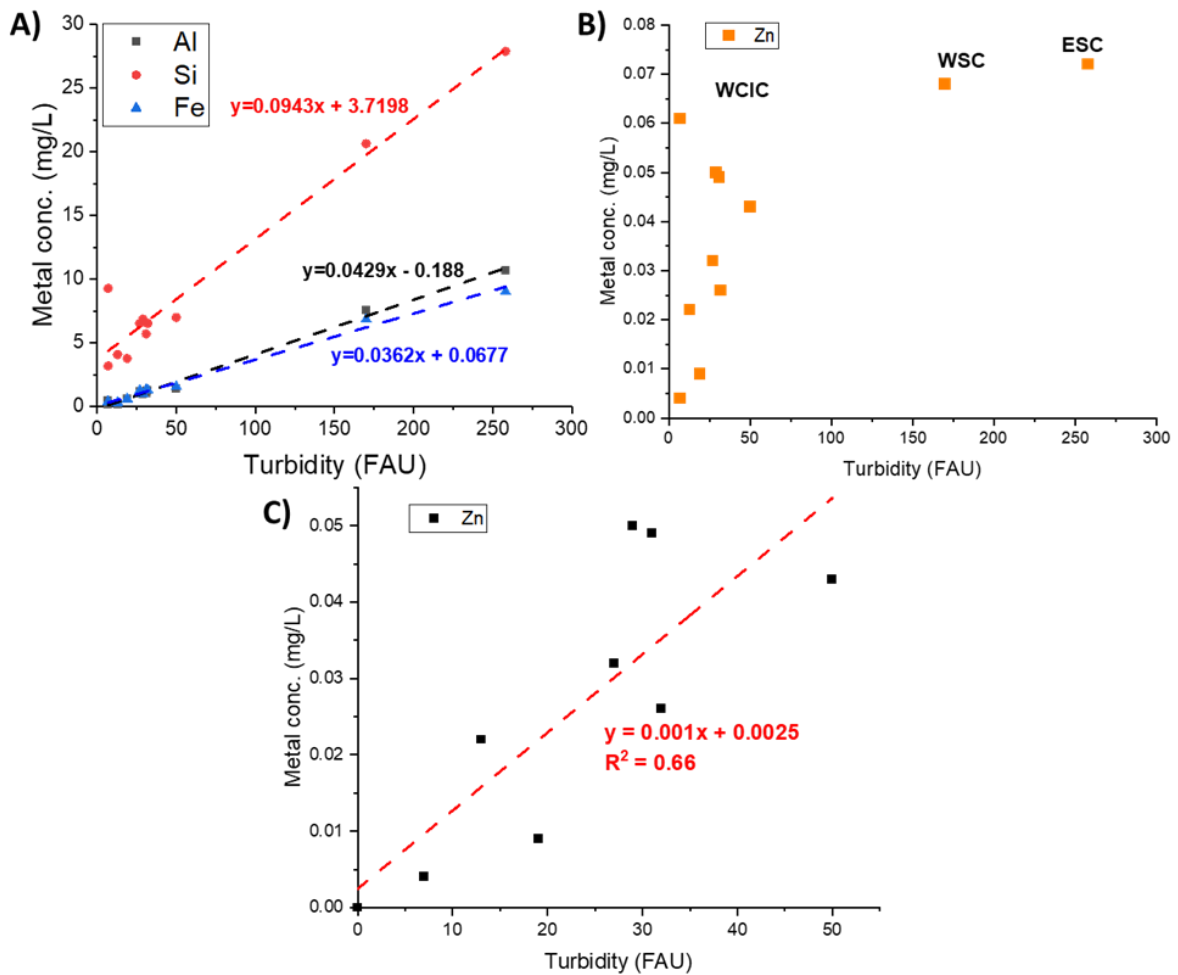 A)
Al
Si
Fe
y=0.0943x + 3.7198
y=0.0429x - 0.188
y=0.0362x + 0.0677
Metal conc. (mg/L)
30
25
20
15
10
5
0
0 50 100 150 200 250 300
Turbidity (FAU)
B)
Zn
WCIC
WSC
ESC
Metal conc. (mg/L)
0.08
0.07
0.06
0.05
0.04
0.03
0.02
0.01
0.00
0 50 100 150 200 250 300
Turbidity (FAU)
C)
Zn
y = 0.001x + 0.0025
R² = 0.66
Metal conc. (mg/L)
0.05
0.04
0.03
0.02
0.01
0.00
0 10 20 30 40 50
Turbidity (FAU)